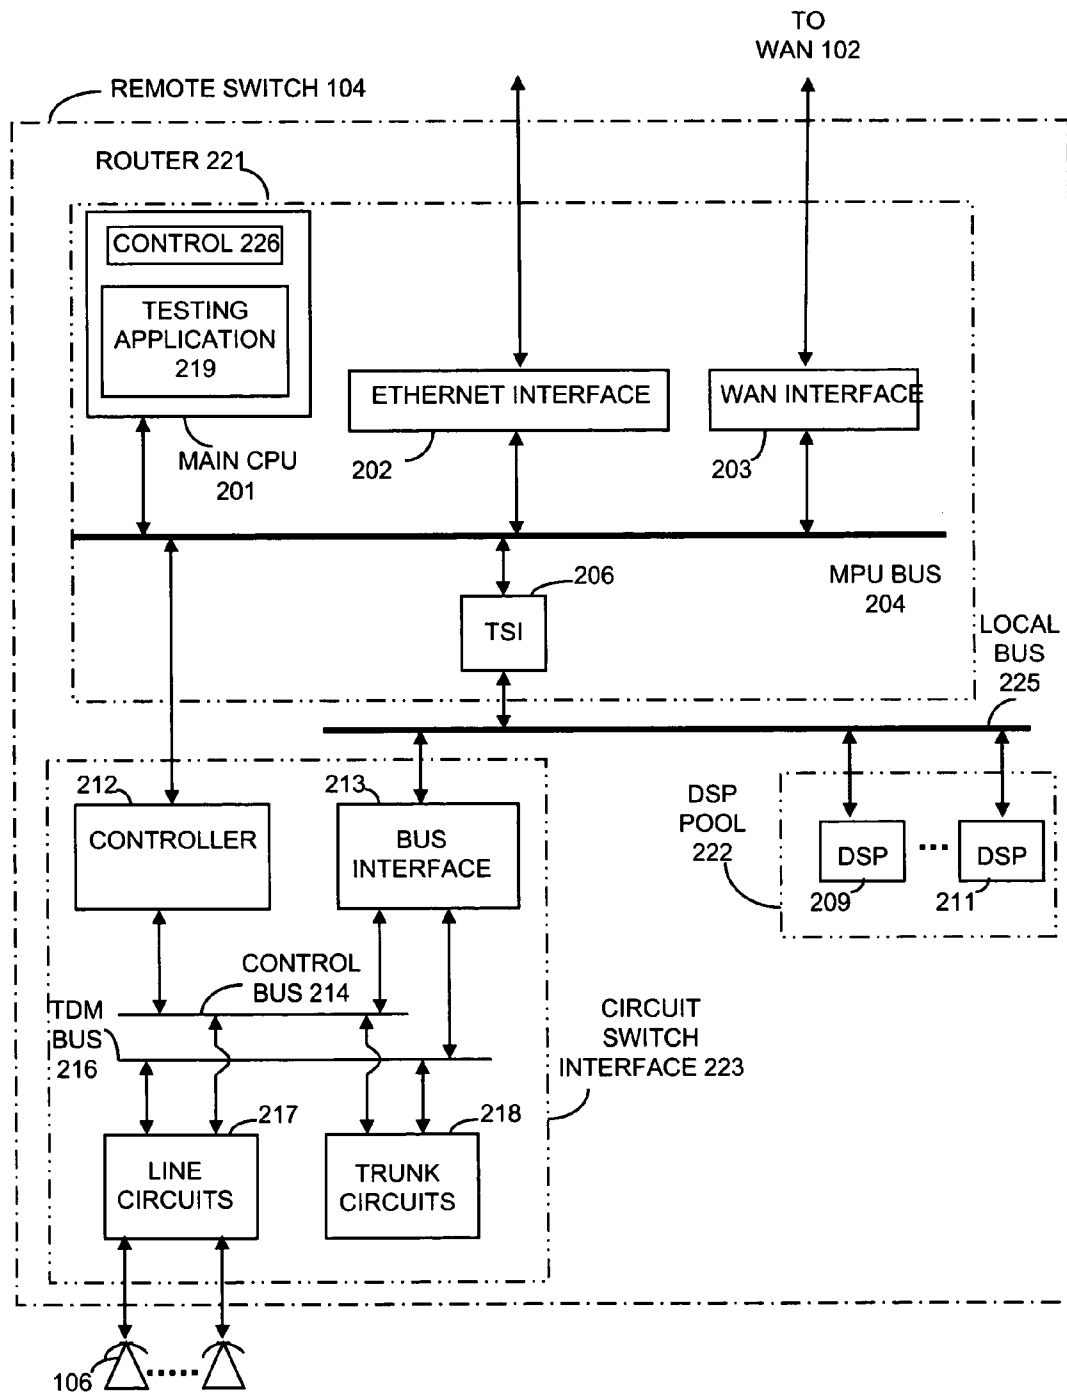 TO
WAN 102
REMOTE SWITCH 104
ROUTER 221
CONTROL 226
TESTING
APPLICATION
219
ETHERNET INTERFACE
WAN INTERFACE
MAIN CPU
201
202
203
206
MPU BUS
204
TSI
LOCAL
BUS
225
212
213
CONTROLLER
BUS
INTERFACE
DSP
POOL
222
DSP
DSP
209
211
CONTROL
BUS 214
TDM
BUS
216
CIRCUIT
SWITCH
INTERFACE 223
217
218
LINE
CIRCUITS
TRUNK
CIRCUITS
106